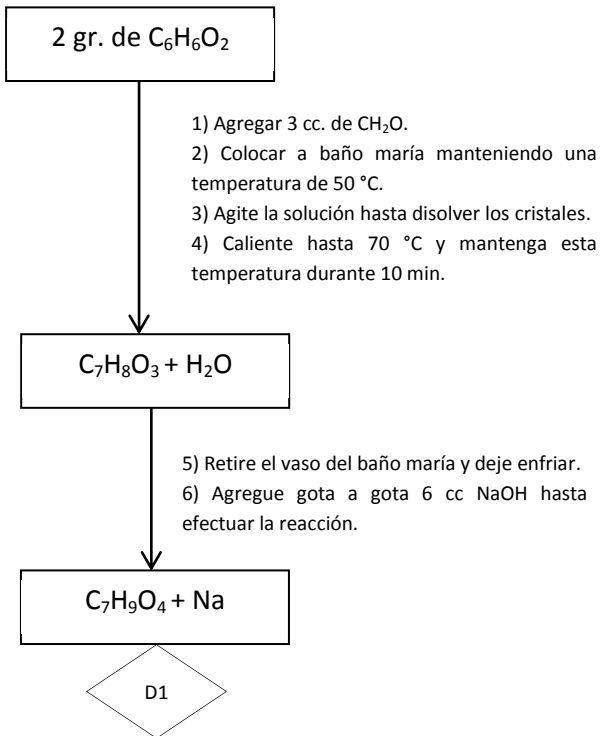 2 gr. de C₆H₆O₂
1) Agregar 3 cc. de CH₂O.
2) Colocar a baño maría manteniendo una
temperatura de 50 °C.
3) Agite la solución hasta disolver los cristales.
4) Caliente hasta 70 °C y mantenga esta
temperatura durante 10 min.
C₇H₈O₃ + H₂O
5) Retire el vaso del baño maría y deje enfriar.
6) Agregue gota a gota 6 cc NaOH hasta
efectuar la reacción.
C₇H₉O₄ + Na
D1